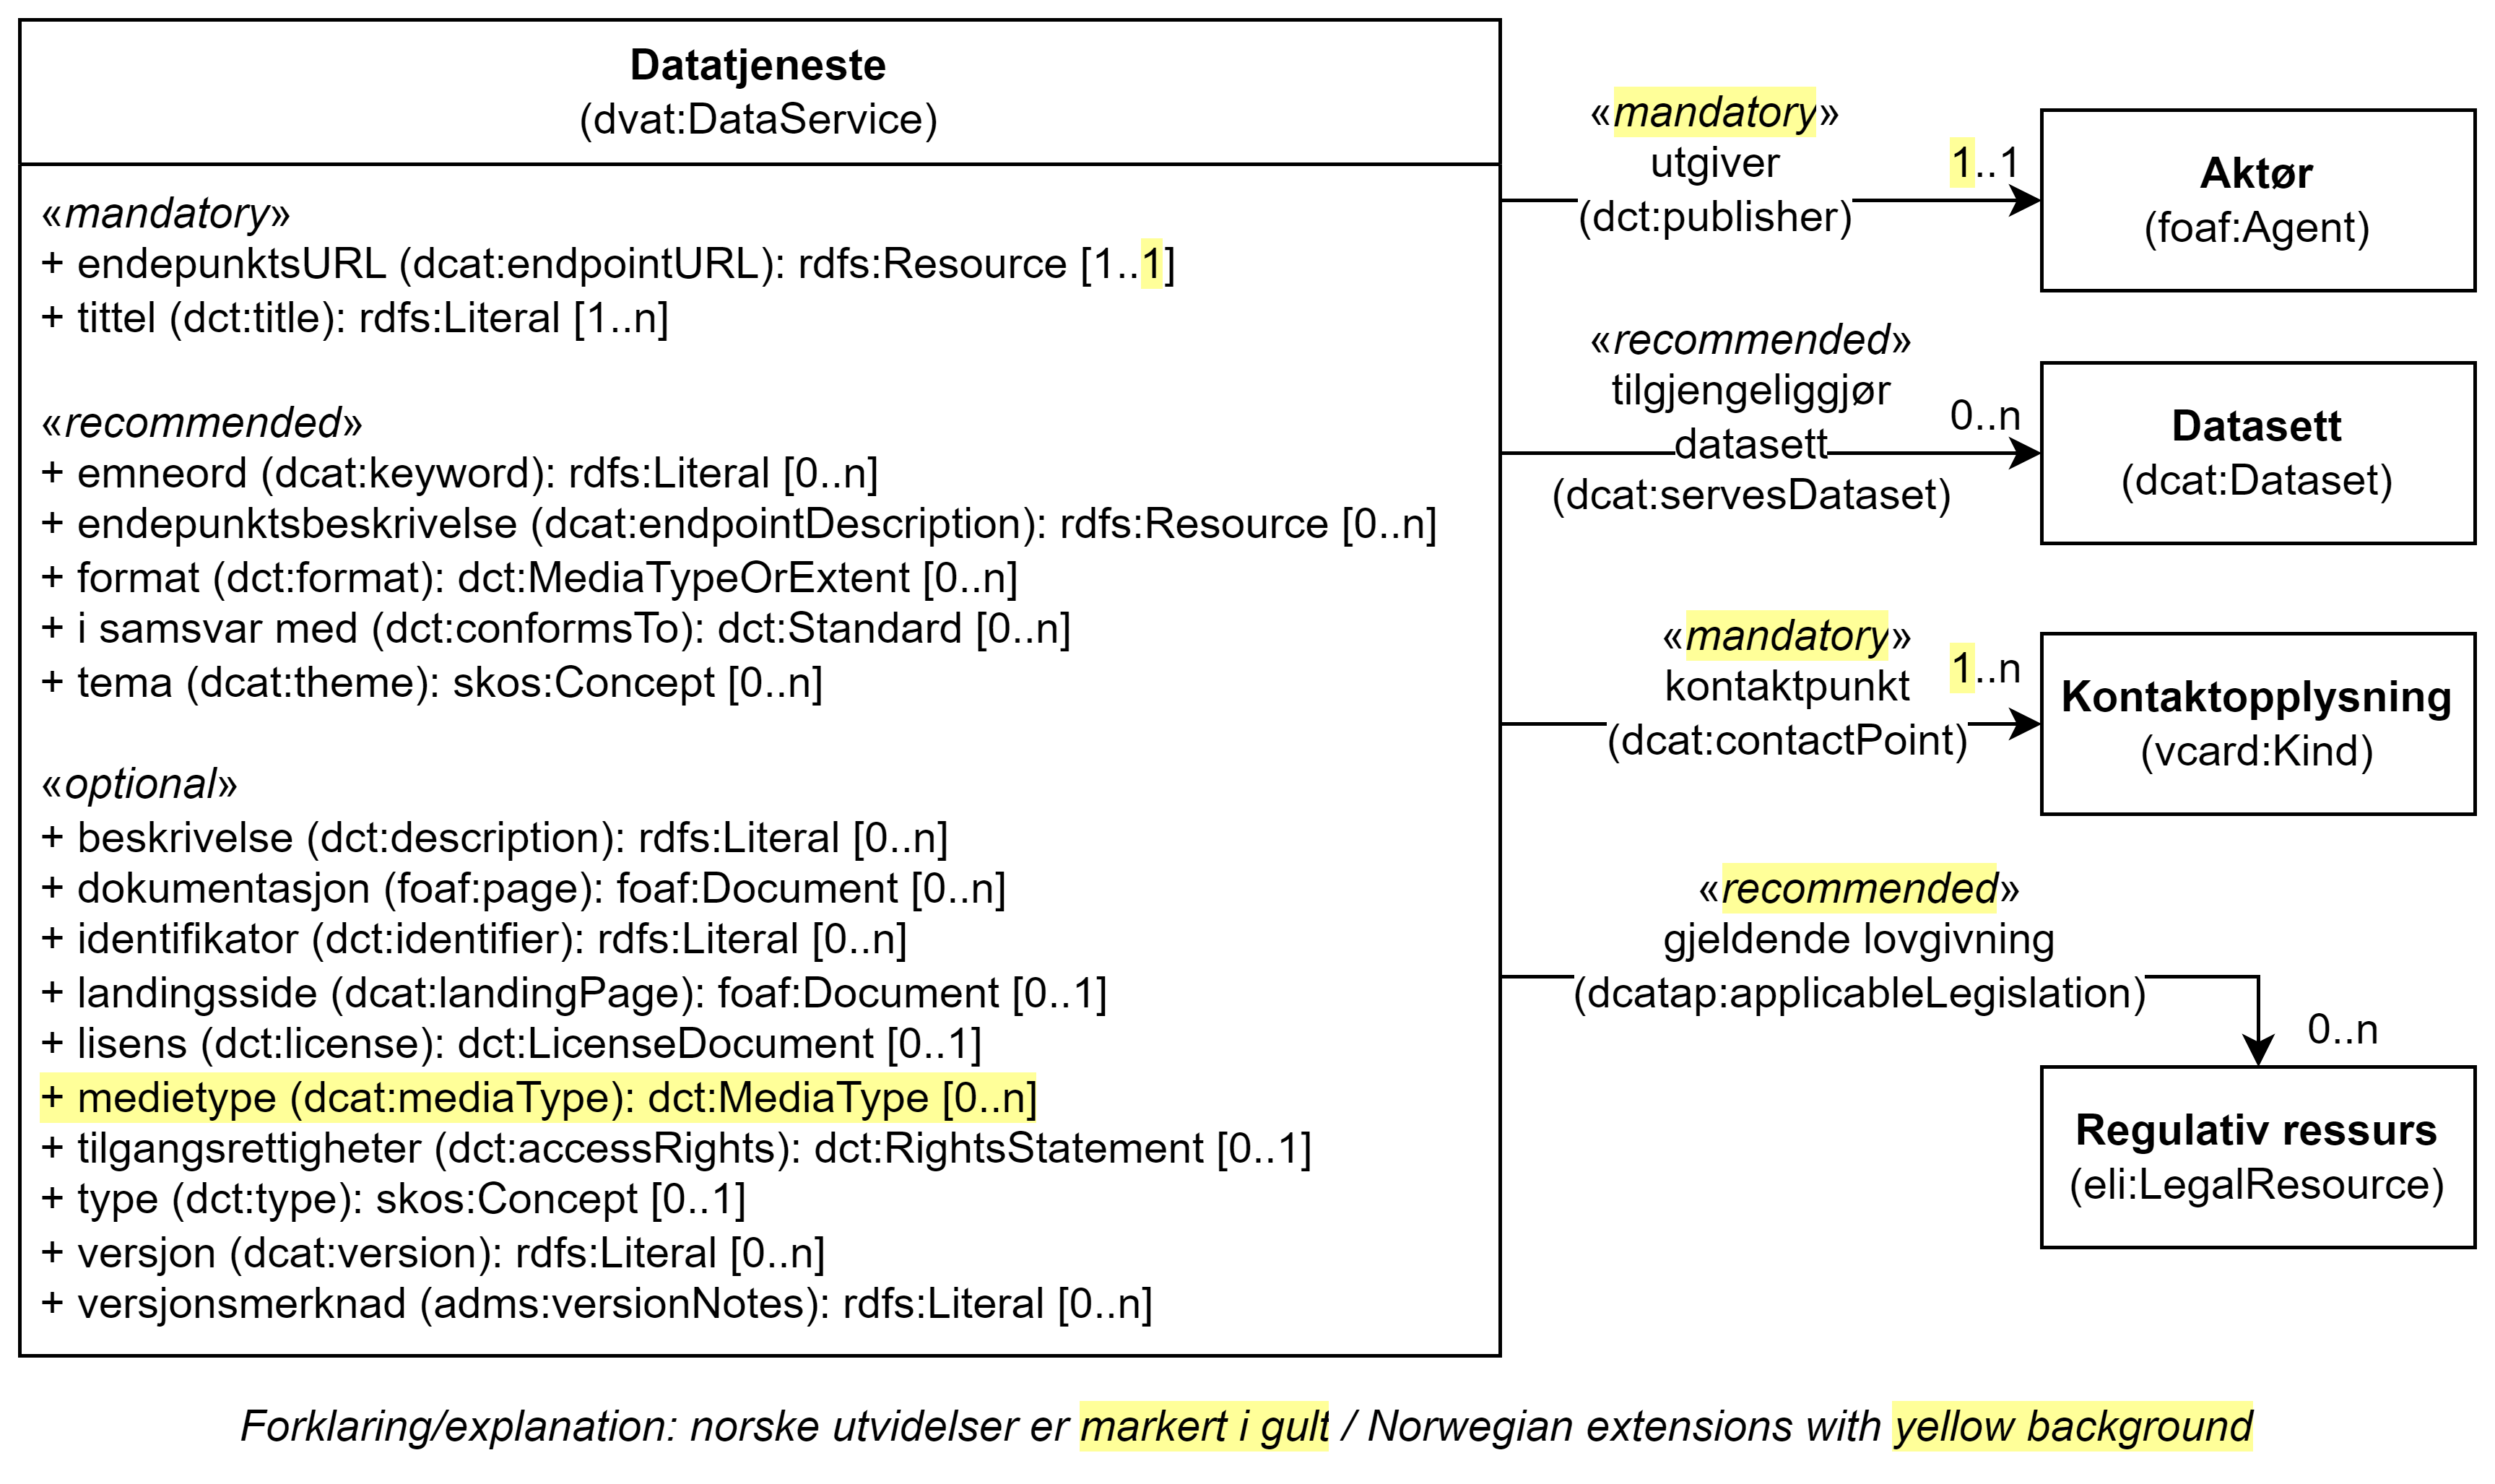 Datatjeneste
(dvat:DataService)
«mandatory»
+ endepunktsURL (dcat:endpointURL): rdfs:Resource [1..1]
+ tittel (dct:title): rdfs:Literal [1..n]
«recommended»
+ emneord (dcat:keyword): rdfs:Literal [0..n]
+ endepunktsbeskrivelse (dcat:endpointDescription): rdfs:Resource [0..n]
+ format (dct:format): dct:MediaTypeOrExtent [0..n]
+ i samsvar med (dct:conformsTo): dct:Standard [0..n]
+ tema (dcat:theme): skos:Concept [0..n]
«optional»
+ beskrivelse (dct:description): rdfs:Literal [0..n]
+ dokumentasjon (foaf:page): foaf:Document [0..n]
+ identifikator (dct:identifier): rdfs:Literal [0..n]
+ landingsside (dcat:landingPage): foaf:Document [0..1]
+ lisens (dct:license): dct:LicenseDocument [0..1]
+ medietype (dcat:mediaType): dct:MediaType [0..n]
+ tilgangsrettigheter (dct:accessRights): dct:RightsStatement [0..1]
+ type (dct:type): skos:Concept [0..1]
+ versjon (dcat:version): rdfs:Literal [0..n]
+ versjonsmerknad (adms:versionNotes): rdfs:Literal [0..n]
«mandatory»
utgiver
(dct:publisher)
1..1
Aktør
(foaf:Agent)
«recommended»
tilgjengeliggjør
datasett
(dcat:servesDataset)
0..n
Datasett
(dcat:Dataset)
«mandatory»
kontaktpunkt
(dcat:contactPoint)
1..n
Kontaktopplysning
(vcard:Kind)
«recommended»
gjeldende lovgivning
(dcatap:applicableLegislation)
0..n
Regulativ ressurs
(eli:LegalResource)
Forklaring/explanation: norske utvidelser er markert i gult / Norwegian extensions with yellow background